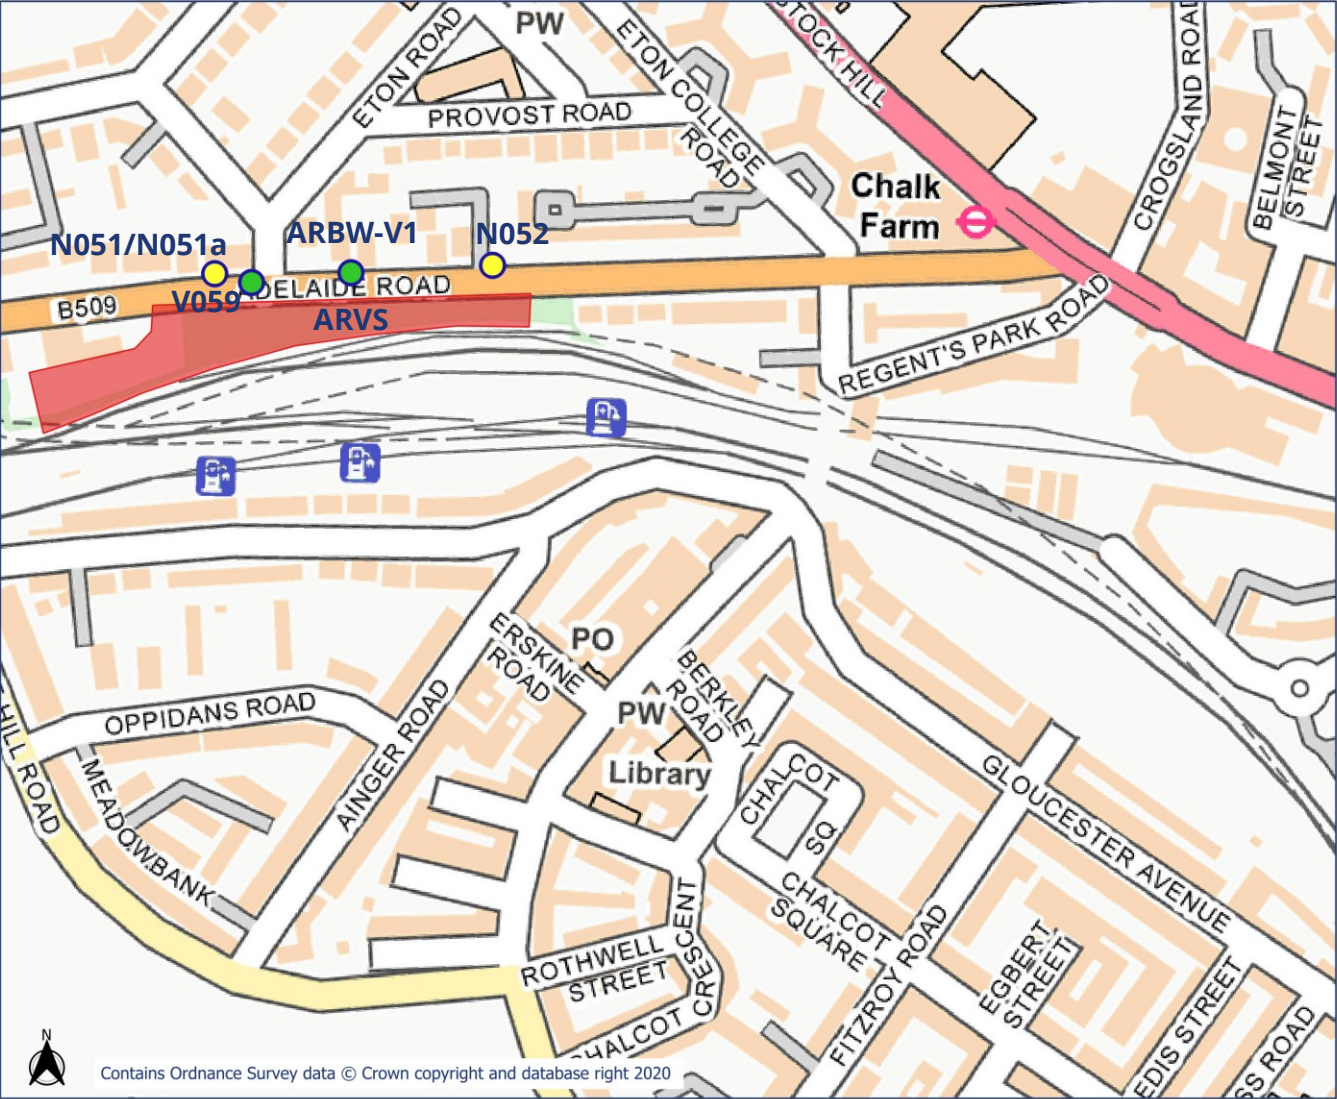 PW
ETON ROAD
ETON COLLEGE
ROAD
STOCK HILL
PROVOST ROAD
CROGSLAND ROAD
BELMONT
STREET
Chalk
Farm
N051/N051a
ARBW-V1
N052
V059
ADELAIDE ROAD
B509
ARVS
REGENT'S PARK ROAD
ERSKINE
ROAD
PO
BERKLEY
ROAD
PW
Library
OPPIDANS ROAD
AINGER ROAD
HILL ROAD
MEADOWBANK
CHALCOT
SQ
CHALCOT
SQUARE
GLOUCESTER AVENUE
ROTHWELL
STREET
CRESCENT
CHALCOT
FITZROY ROAD
EGBERT
STREET
EDIS STREET
SS ROAD
N
Contains Ordnance Survey data © Crown copyright and database right 2020